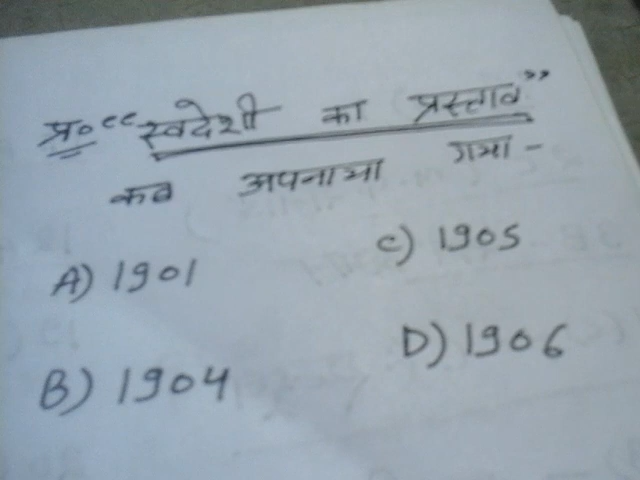 प्र० “स्वदेशी का प्रस्ताव”
कब अपनाया गया -
A) 1901
C) 1905
B) 1904
D) 1906